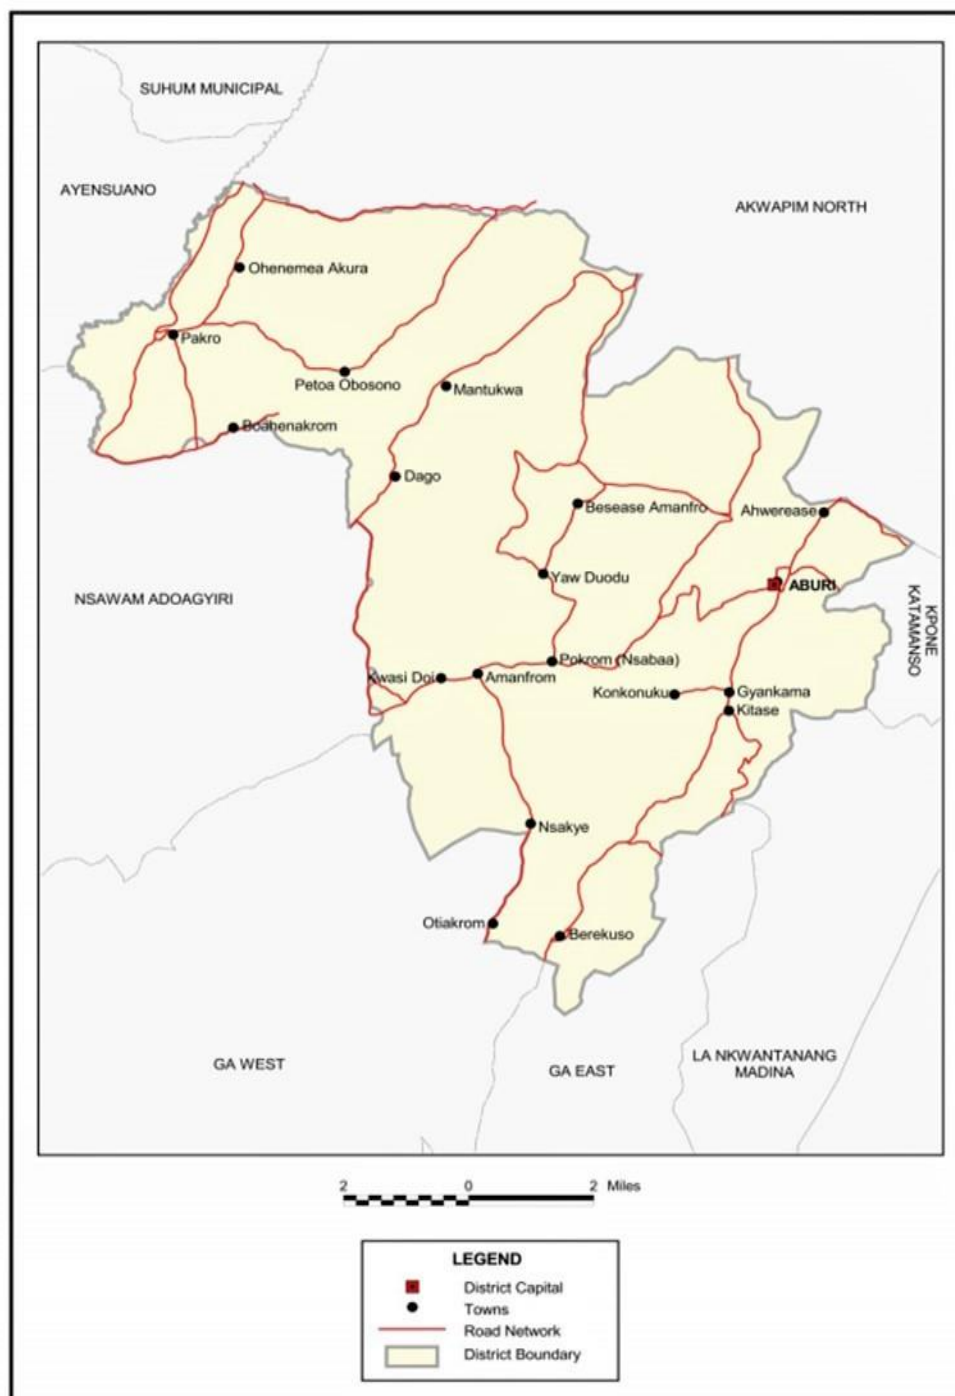 SUHUM MUNICIPAL
AYENSUANO
AKWAPIM NORTH
Ohenemea Akura
Pakro
Petoa Obosono
Mantukwa
Boahenakrom
Dago
Besease Amanfro
Ahwerease
Yaw Duodu
ABURI
NSAWAM ADOAGYIRI
KPONE
KATAMANSO
Pokrom (Nsabaa)
Kwasi Doi
Amanfrom
Konkonuku
Gyankama
Kitase
Nsakye
Otiakrom
Berekuso
GA WEST
GA EAST
LA NKWANTANANG
MADINA
2 0 2 Miles
LEGEND
District Capital
Towns
Road Network
District Boundary